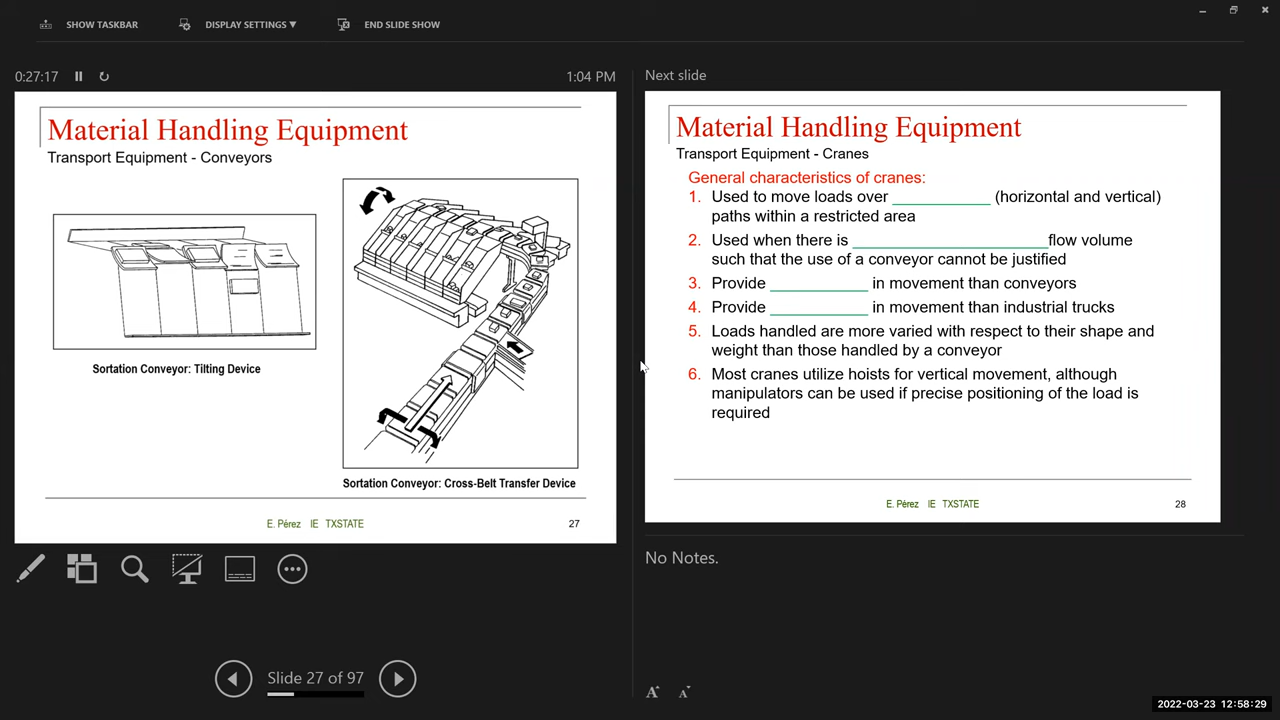 SHOW TASKBAR
DISPLAY SETTINGS ▼
END SLIDE SHOW
0:27:17
1:04 PM
Material Handling Equipment
Transport Equipment - Conveyors
Sortation Conveyor: Tilting Device
Sortation Conveyor: Cross-Belt Transfer Device
E. Pérez IE TXSTATE
27
Slide 27 of 97
Next slide
Material Handling Equipment
Transport Equipment - Cranes
General characteristics of cranes:
1. Used to move loads over ____________ (horizontal and vertical)
paths within a restricted area
2. Used when there is ________________________flow volume
such that the use of a conveyor cannot be justified
3. Provide ____________ in movement than conveyors
4. Provide ____________ in movement than industrial trucks
5. Loads handled are more varied with respect to their shape and
weight than those handled by a conveyor
6. Most cranes utilize hoists for vertical movement, although
manipulators can be used if precise positioning of the load is
required
E. Pérez IE TXSTATE
28
No Notes.
A A
2022-03-23 12:58:29